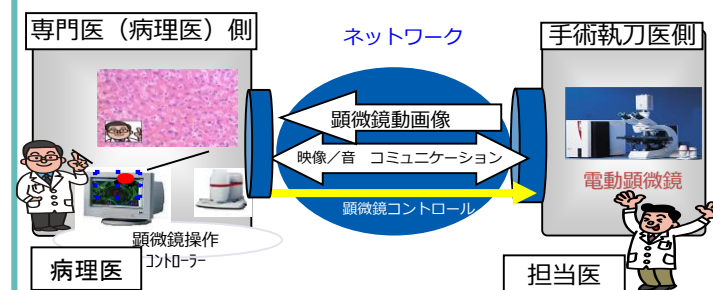 専門医（病理医）側
ネットワーク
手術執刀医側
顕微鏡動画像
映像／音　コミュニケーション
電動顕微鏡
顕微鏡コントロール
顕微鏡操作
ｺﾝﾄﾛｰﾗｰ
病理医
担当医